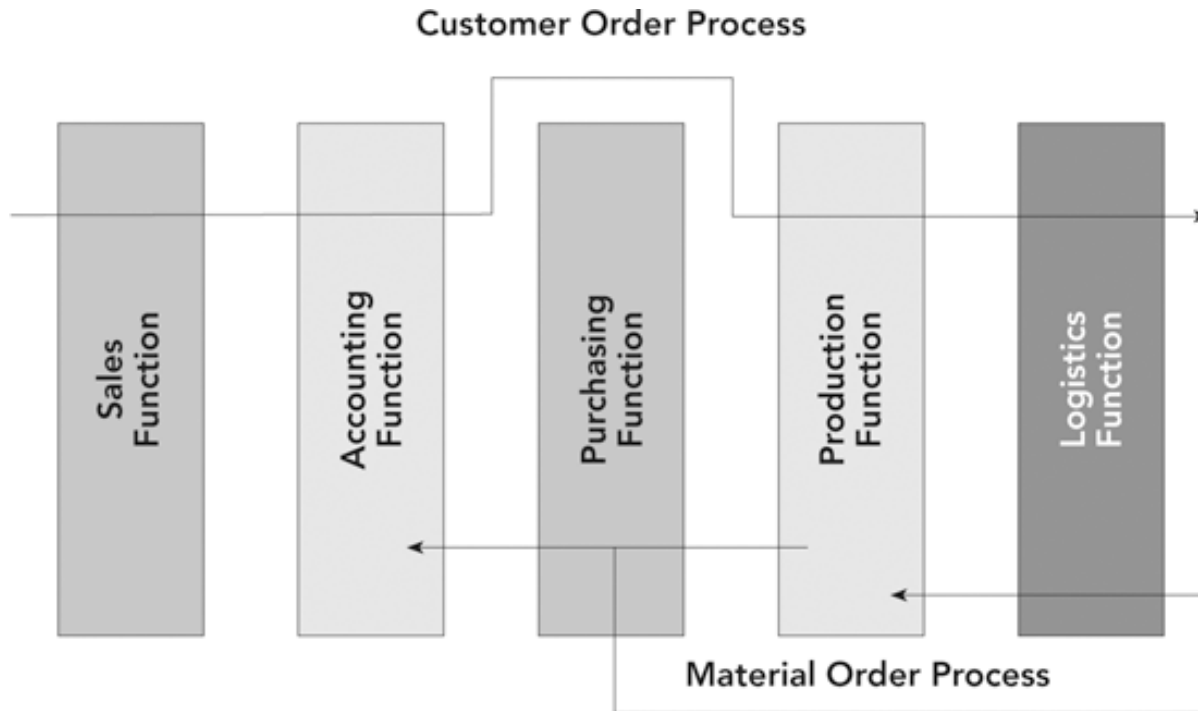 Customer Order Process
Sales
Function
Accounting
Function
Purchasing
Function
Production
Function
Logistics
Function
Material Order Process